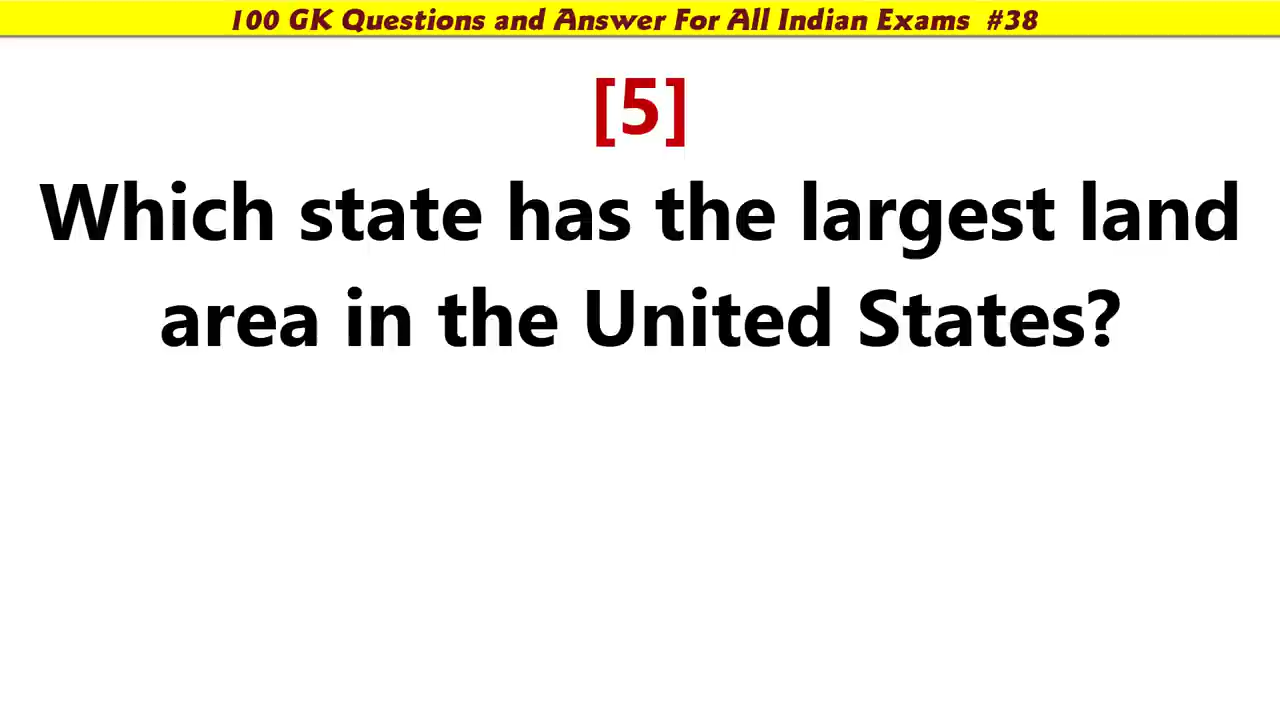 100 GK Questions and Answer For All Indian Exams #38
[5]
Which state has the largest land
area in the United States?